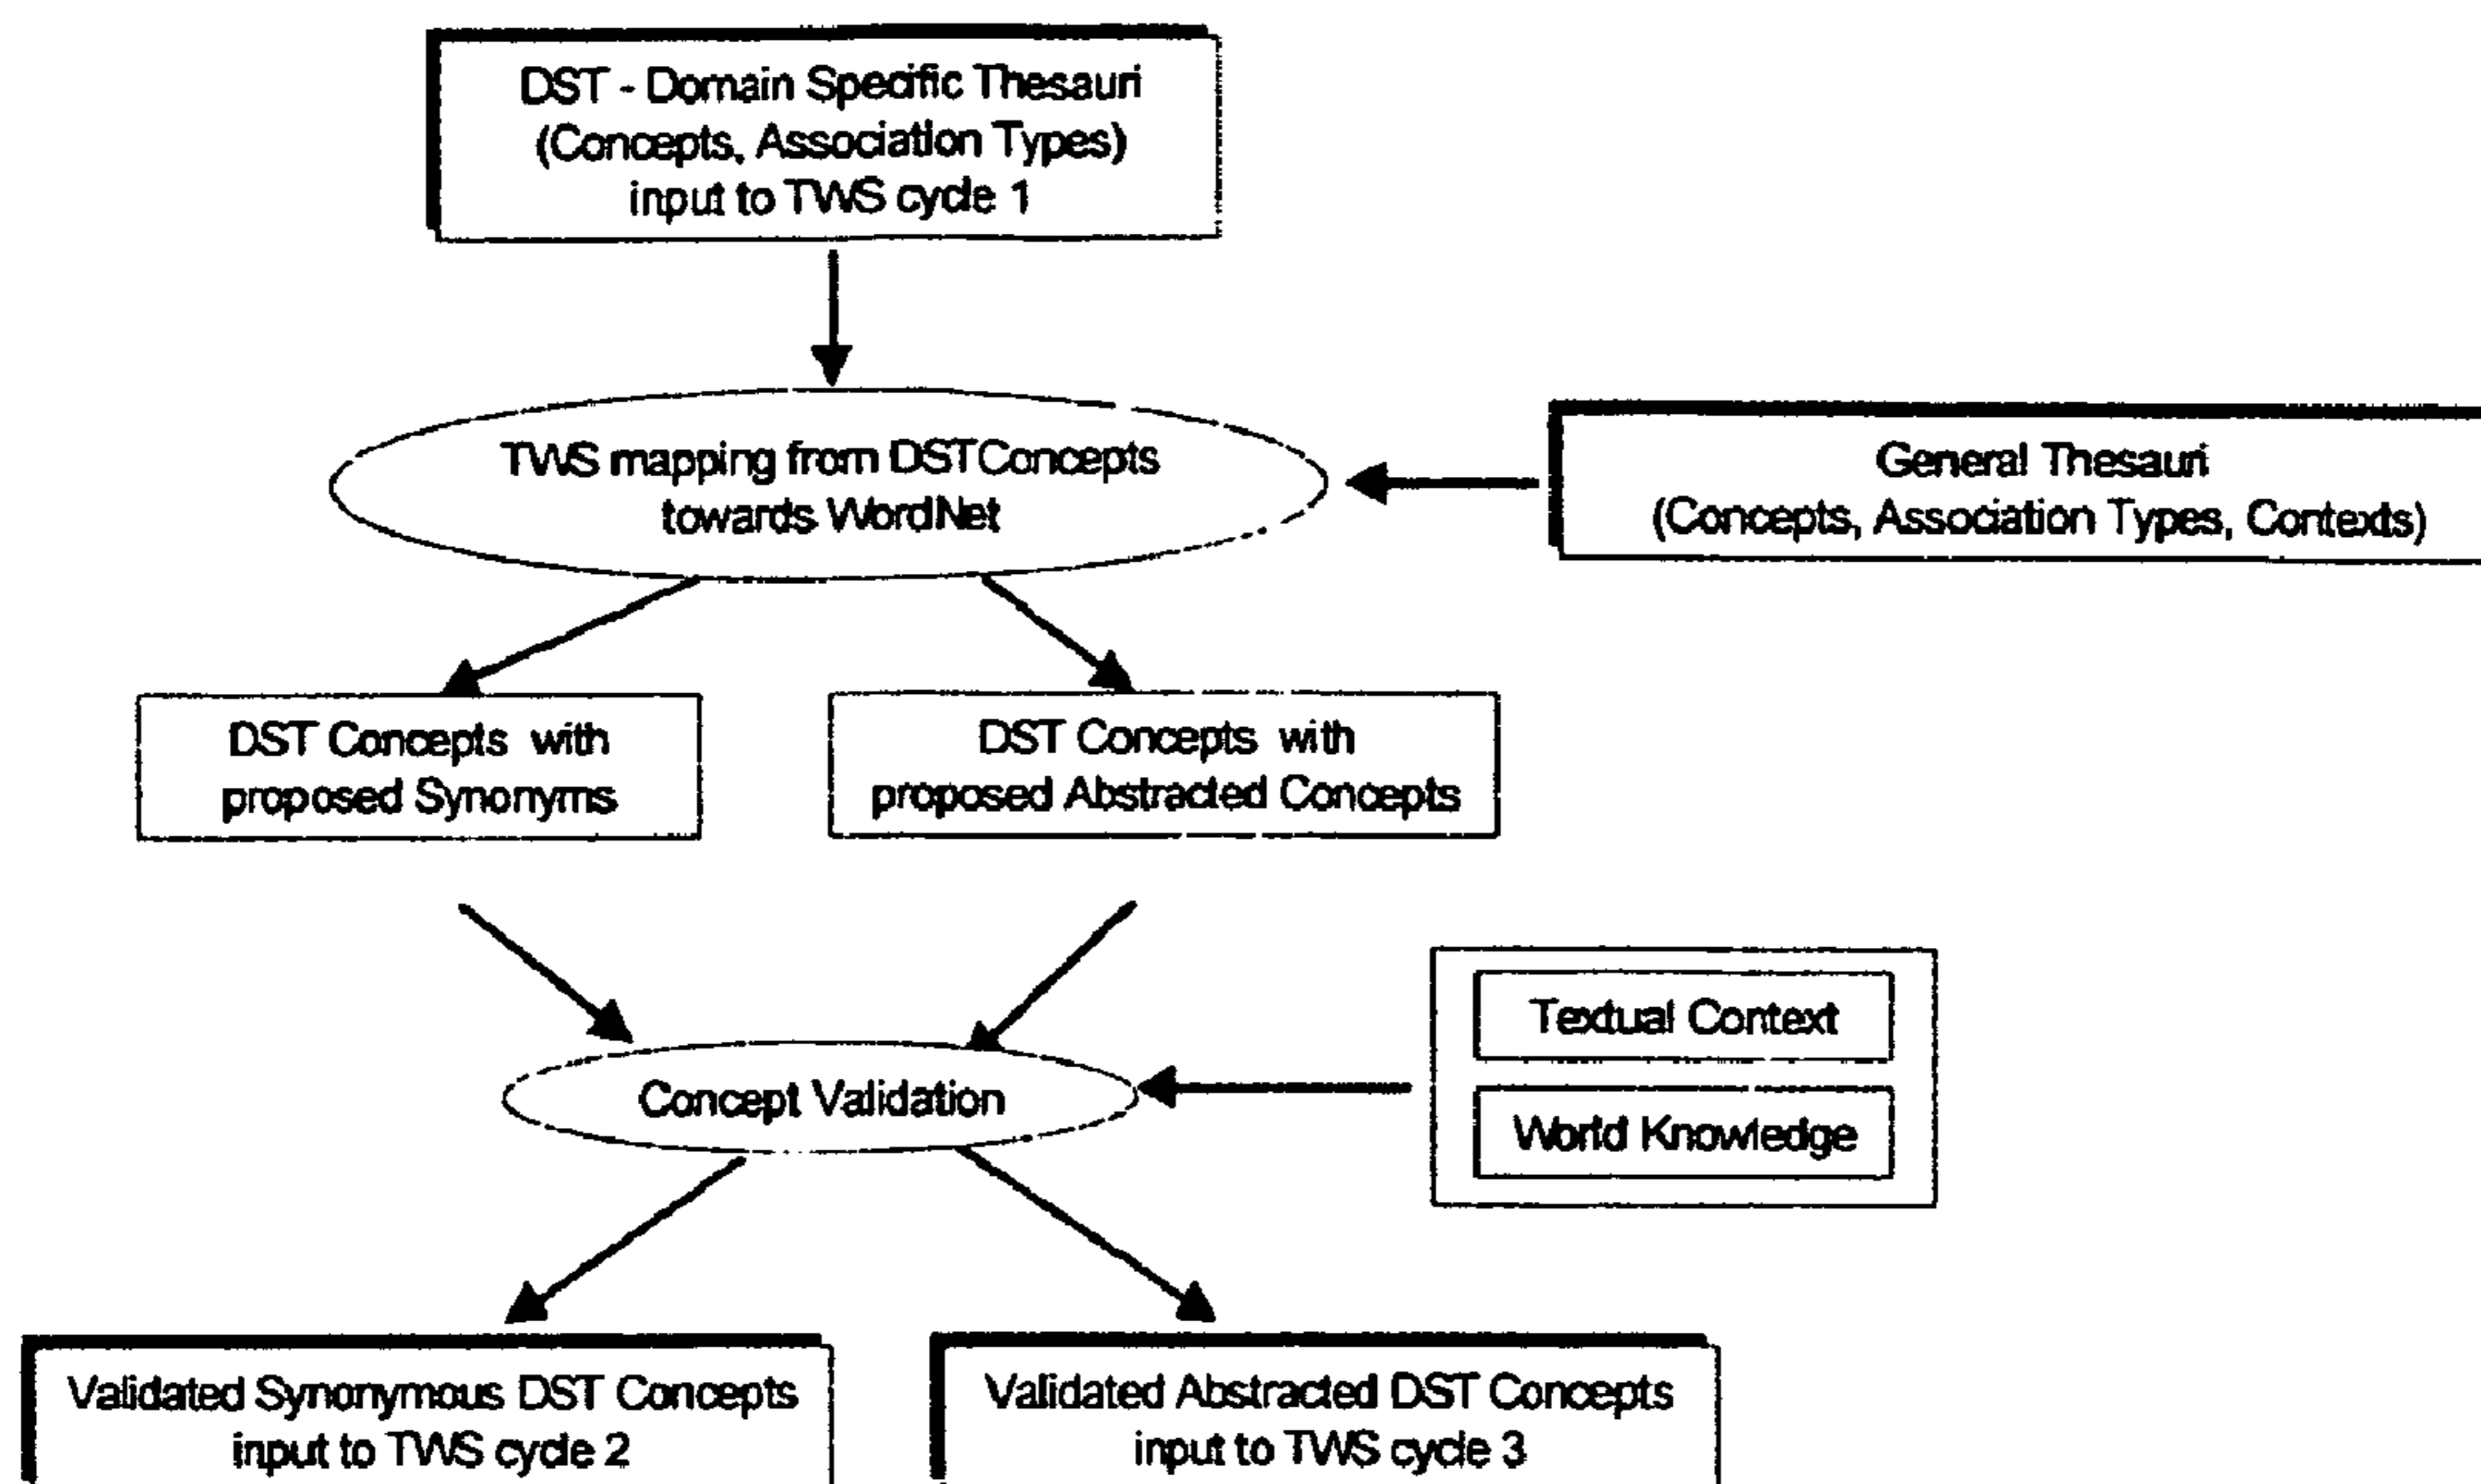 DST - Domain Specific Thesauri
(Concepts, Association Types)
input to TWS cycle 1
TWS mapping from DSTConcepts
towards WordNet
General Thesauri
(Concepts, Association Types, Contexts)
DST Concepts with
proposed Synonyms
DST Concepts with
proposed Abstracted Concepts
Textual Context
Concept Validation
World Knowledge
Validated Synonymous DST Concepts
input to TWS cycle 2
Validated Abstracted DST Concepts
input to TWS cycle 3